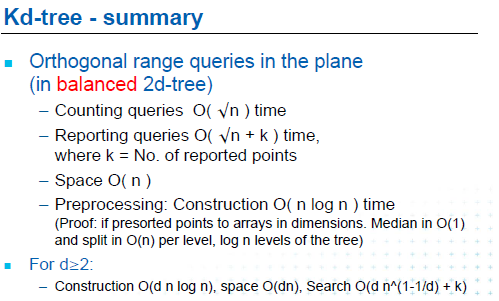 Kd-tree - summary
Orthogonal range queries in the plane
(in balanced 2d-tree)
– Counting queries O( √n ) time
– Reporting queries O( √n + k ) time,
where k = No. of reported points
– Space O( n )
– Preprocessing: Construction O( n log n ) time
(Proof: if presorted points to arrays in dimensions. Median in O(1)
and split in O(n) per level, log n levels of the tree)
For d≥2:
– Construction O(d n log n), space O(dn), Search O(d n^(1-1/d) + k)